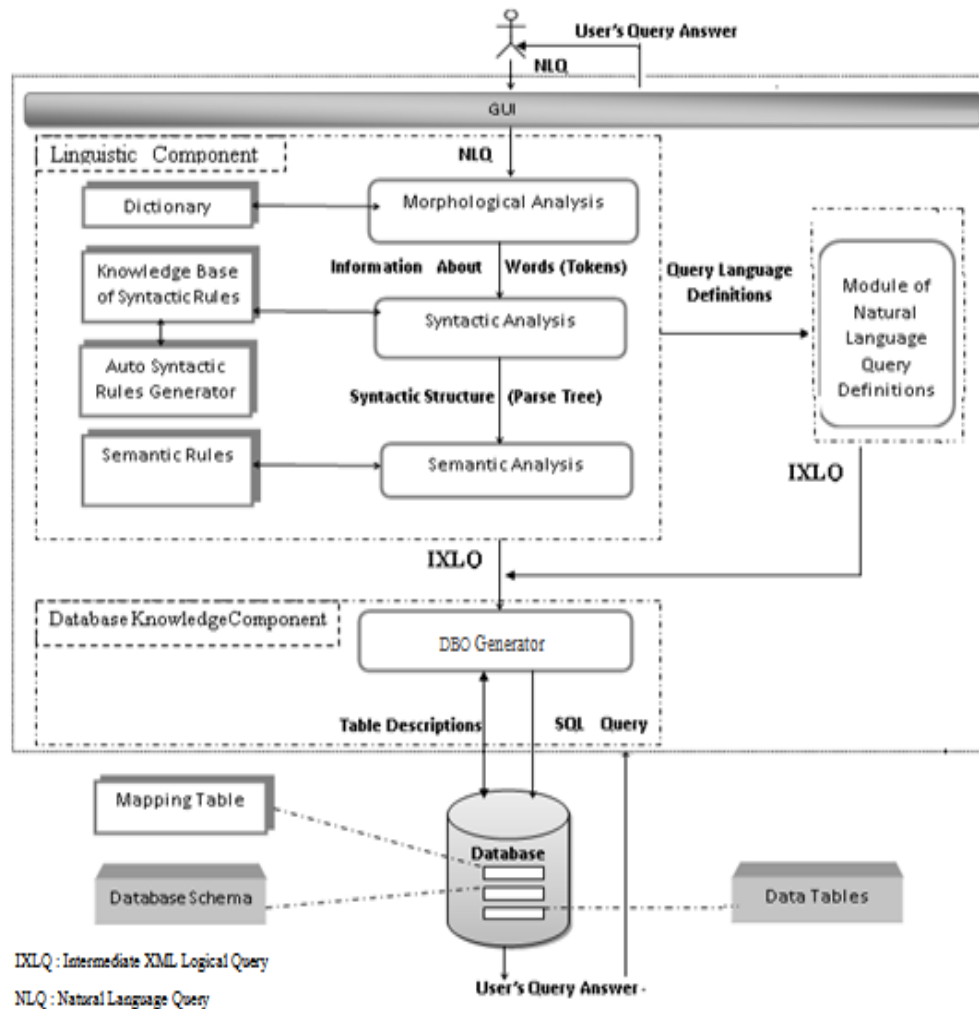 User's Query Answer
NLQ
GUI
Linguistic Component
NLQ
Dictionary
Morphological Analysis
Information About Words (Tokens)
Knowledge Base
of Syntactic Rules
Syntactic Analysis
Query Language
Definitions
Module of
Natural
Language
Query
Definitions
Auto Syntactic
Rules Generator
Syntactic Structure (Parse Tree)
Semantic Rules
Semantic Analysis
IXLQ
IXLQ
Database Knowledge Component
DBO Generator
Table Descriptions
SQL Query
Mapping Table
Database
Database Schema
Data Tables
User's Query Answer -
IXLQ : Intermediate XML Logical Query
NLQ : Natural Language Query